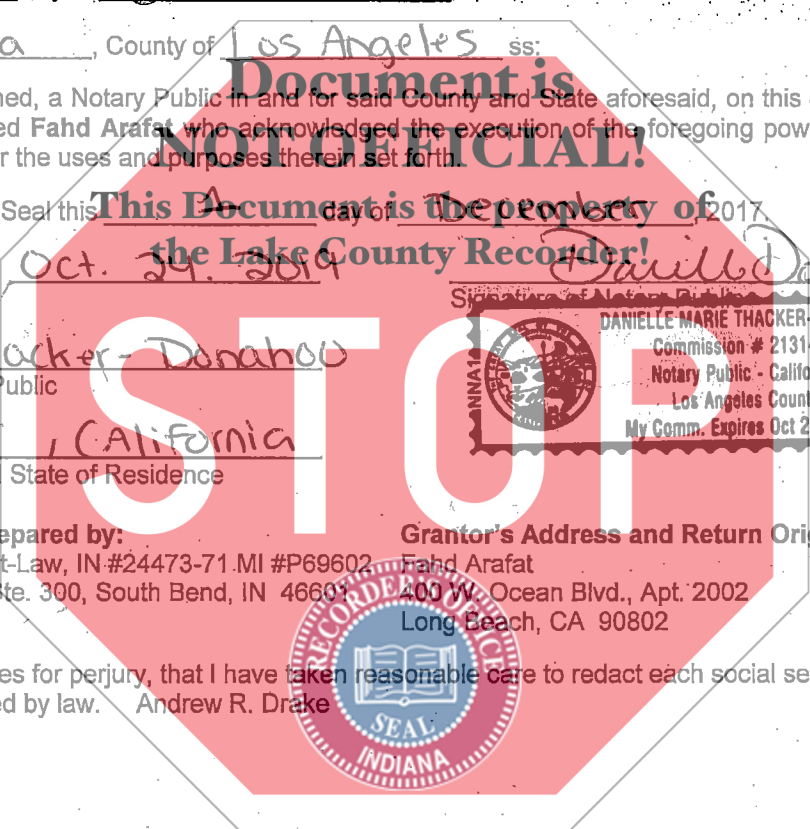 a, County of Los Angeles ss:
Document is
ned, a Notary Public in and for said County and State aforesaid, on this
ed Fahd Arafat who acknowledged the execution of the foregoing pow
NOT OFFICIAL!
r the uses and purposes therein set forth.
Seal this day of December 2017.
This Document is the property of
the Lake County Recorder!
Oct. 24. 2019
Signature of Notary Public
DANIELLE MARIE THACKER-
Commission # 2131
Notary Public - Califo
Los Angeles Count
My Comm. Expires Oct 2
NNA1
acker-Donahoo
Public
, CAlifornia
State of Residence
STOP
epared by:
t-Law, IN #24473-71 MI #P69602
Ste. 300, South Bend, IN 46601
Grantor's Address and Return Ori
Fahd Arafat
400 W. Ocean Blvd., Apt. 2002
Long Beach, CA 90802
es for perjury, that I have taken reasonable care to redact each social se
ed by law. Andrew R. Drake
RECORDER'S OFFICE
SEAL
INDIANA